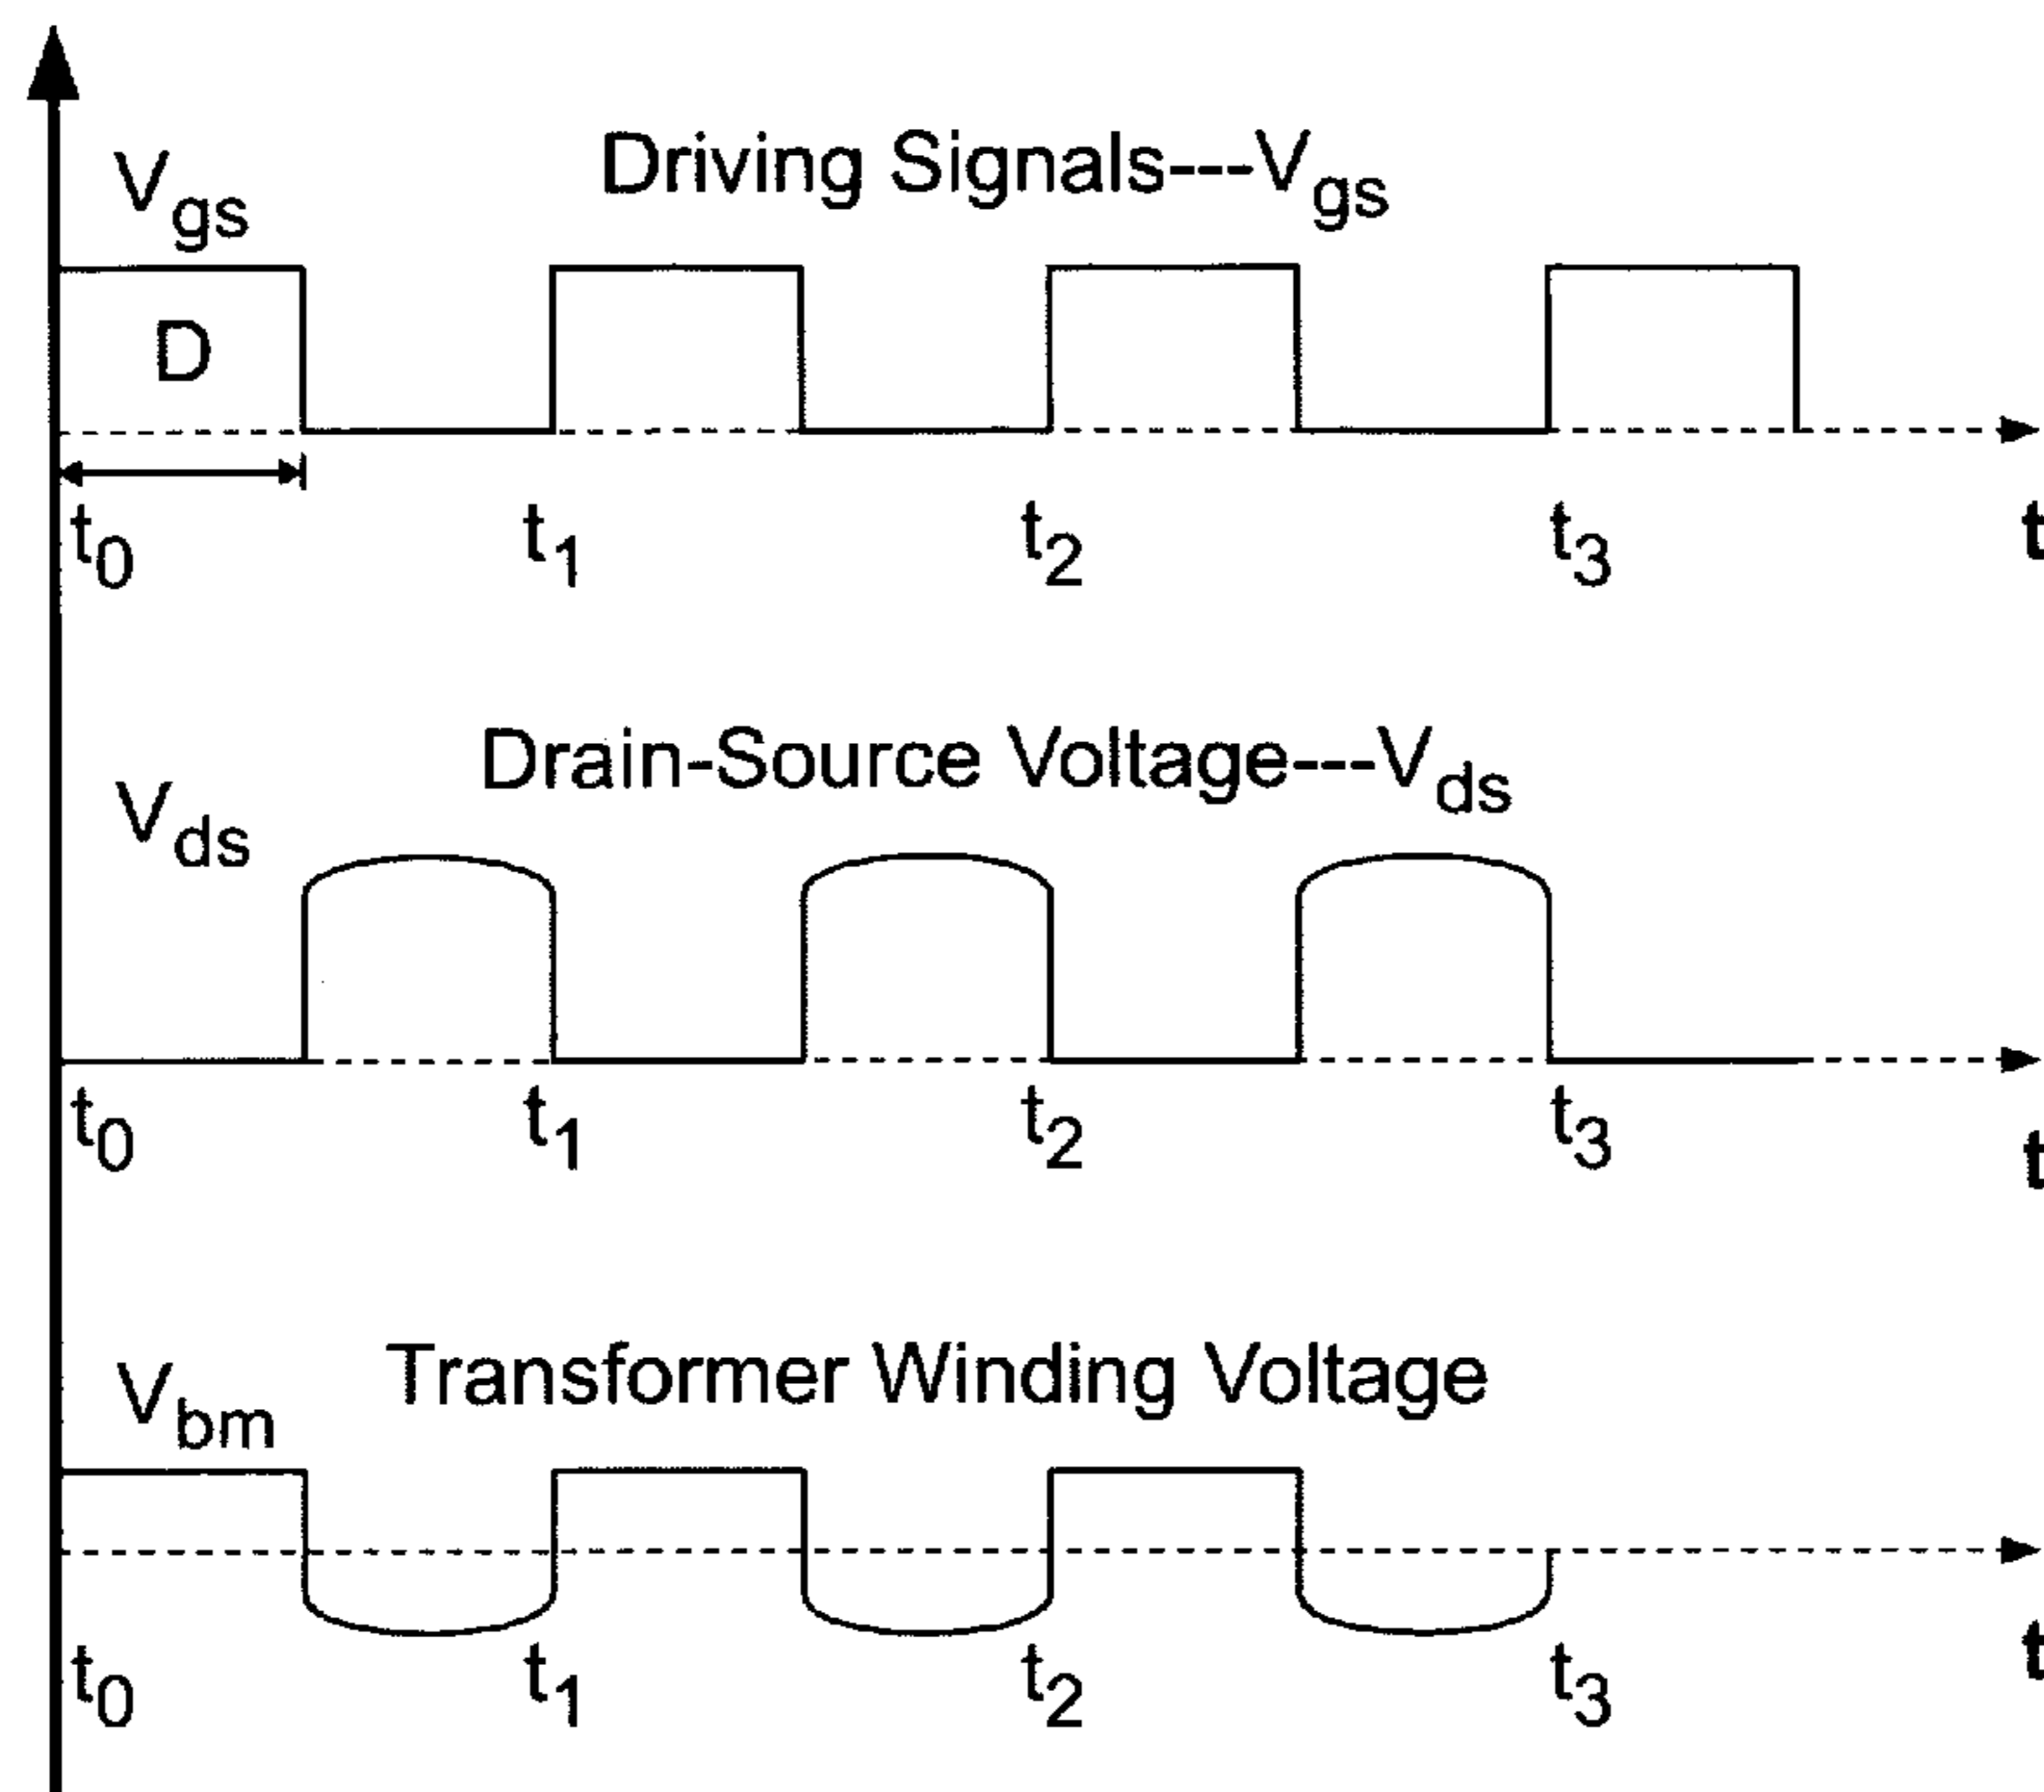 Driving Signals---Vgs
Vgs
D
t0 t1 t2 t3 t
Drain-Source Voltage---Vds
Vds
t0 t1 t2 t3 t
Transformer Winding Voltage
Vbm
t0 t1 t2 t3 t